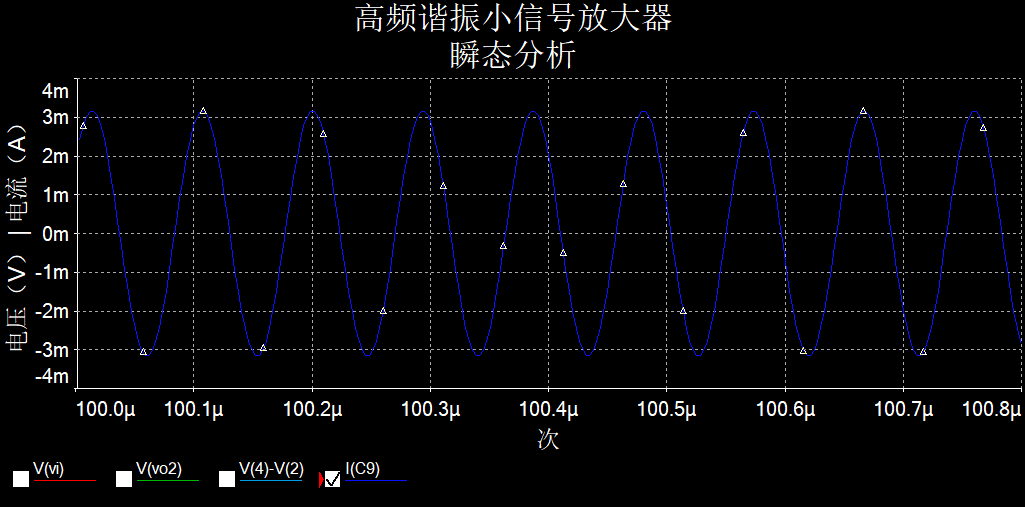 高频谐振小信号放大器
瞬态分析
4m
3m
2m
1m
0m
-1m
-2m
-3m
-4m
电压（V）|电流（A）
100.0µ 100.1µ 100.2µ 100.3µ 100.4µ 100.5µ 100.6µ 100.7µ 100.8µ
次
V(vi) V(vo2) V(4)-V(2) I(C9)